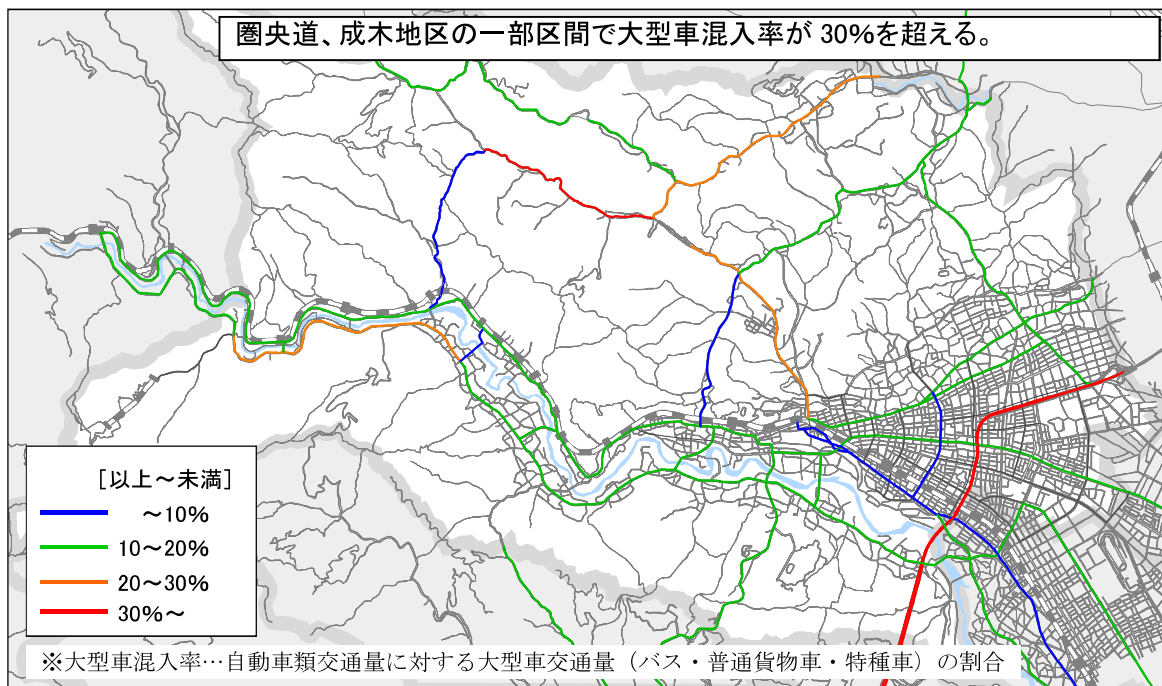 圏央道、成木地区の一部区間で大型車混入率が 30%を超える。
［以上～未満］
～10%
10～20%
20～30%
30%～
※大型車混入率…自動車類交通量に対する大型車交通量（バス・普通貨物車・特種車）の割合